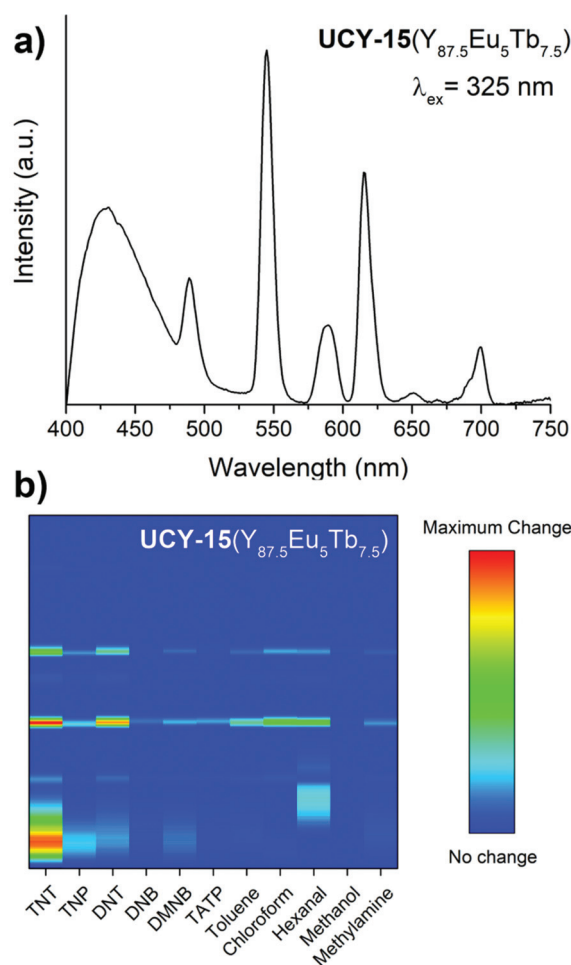 a)
UCY-15(Y87.5Eu5Tb7.5)
λex= 325 nm
Intensity (a.u.)
400 450 500 550 600 650 700 750
Wavelength (nm)
b)
UCY-15(Y87.5Eu5Tb7.5)
Maximum Change
No change
TNT
TNP
DNT
DNB
DMNB
TATP
Toluene
Chloroform
Hexanal
Methanol
Methylamine